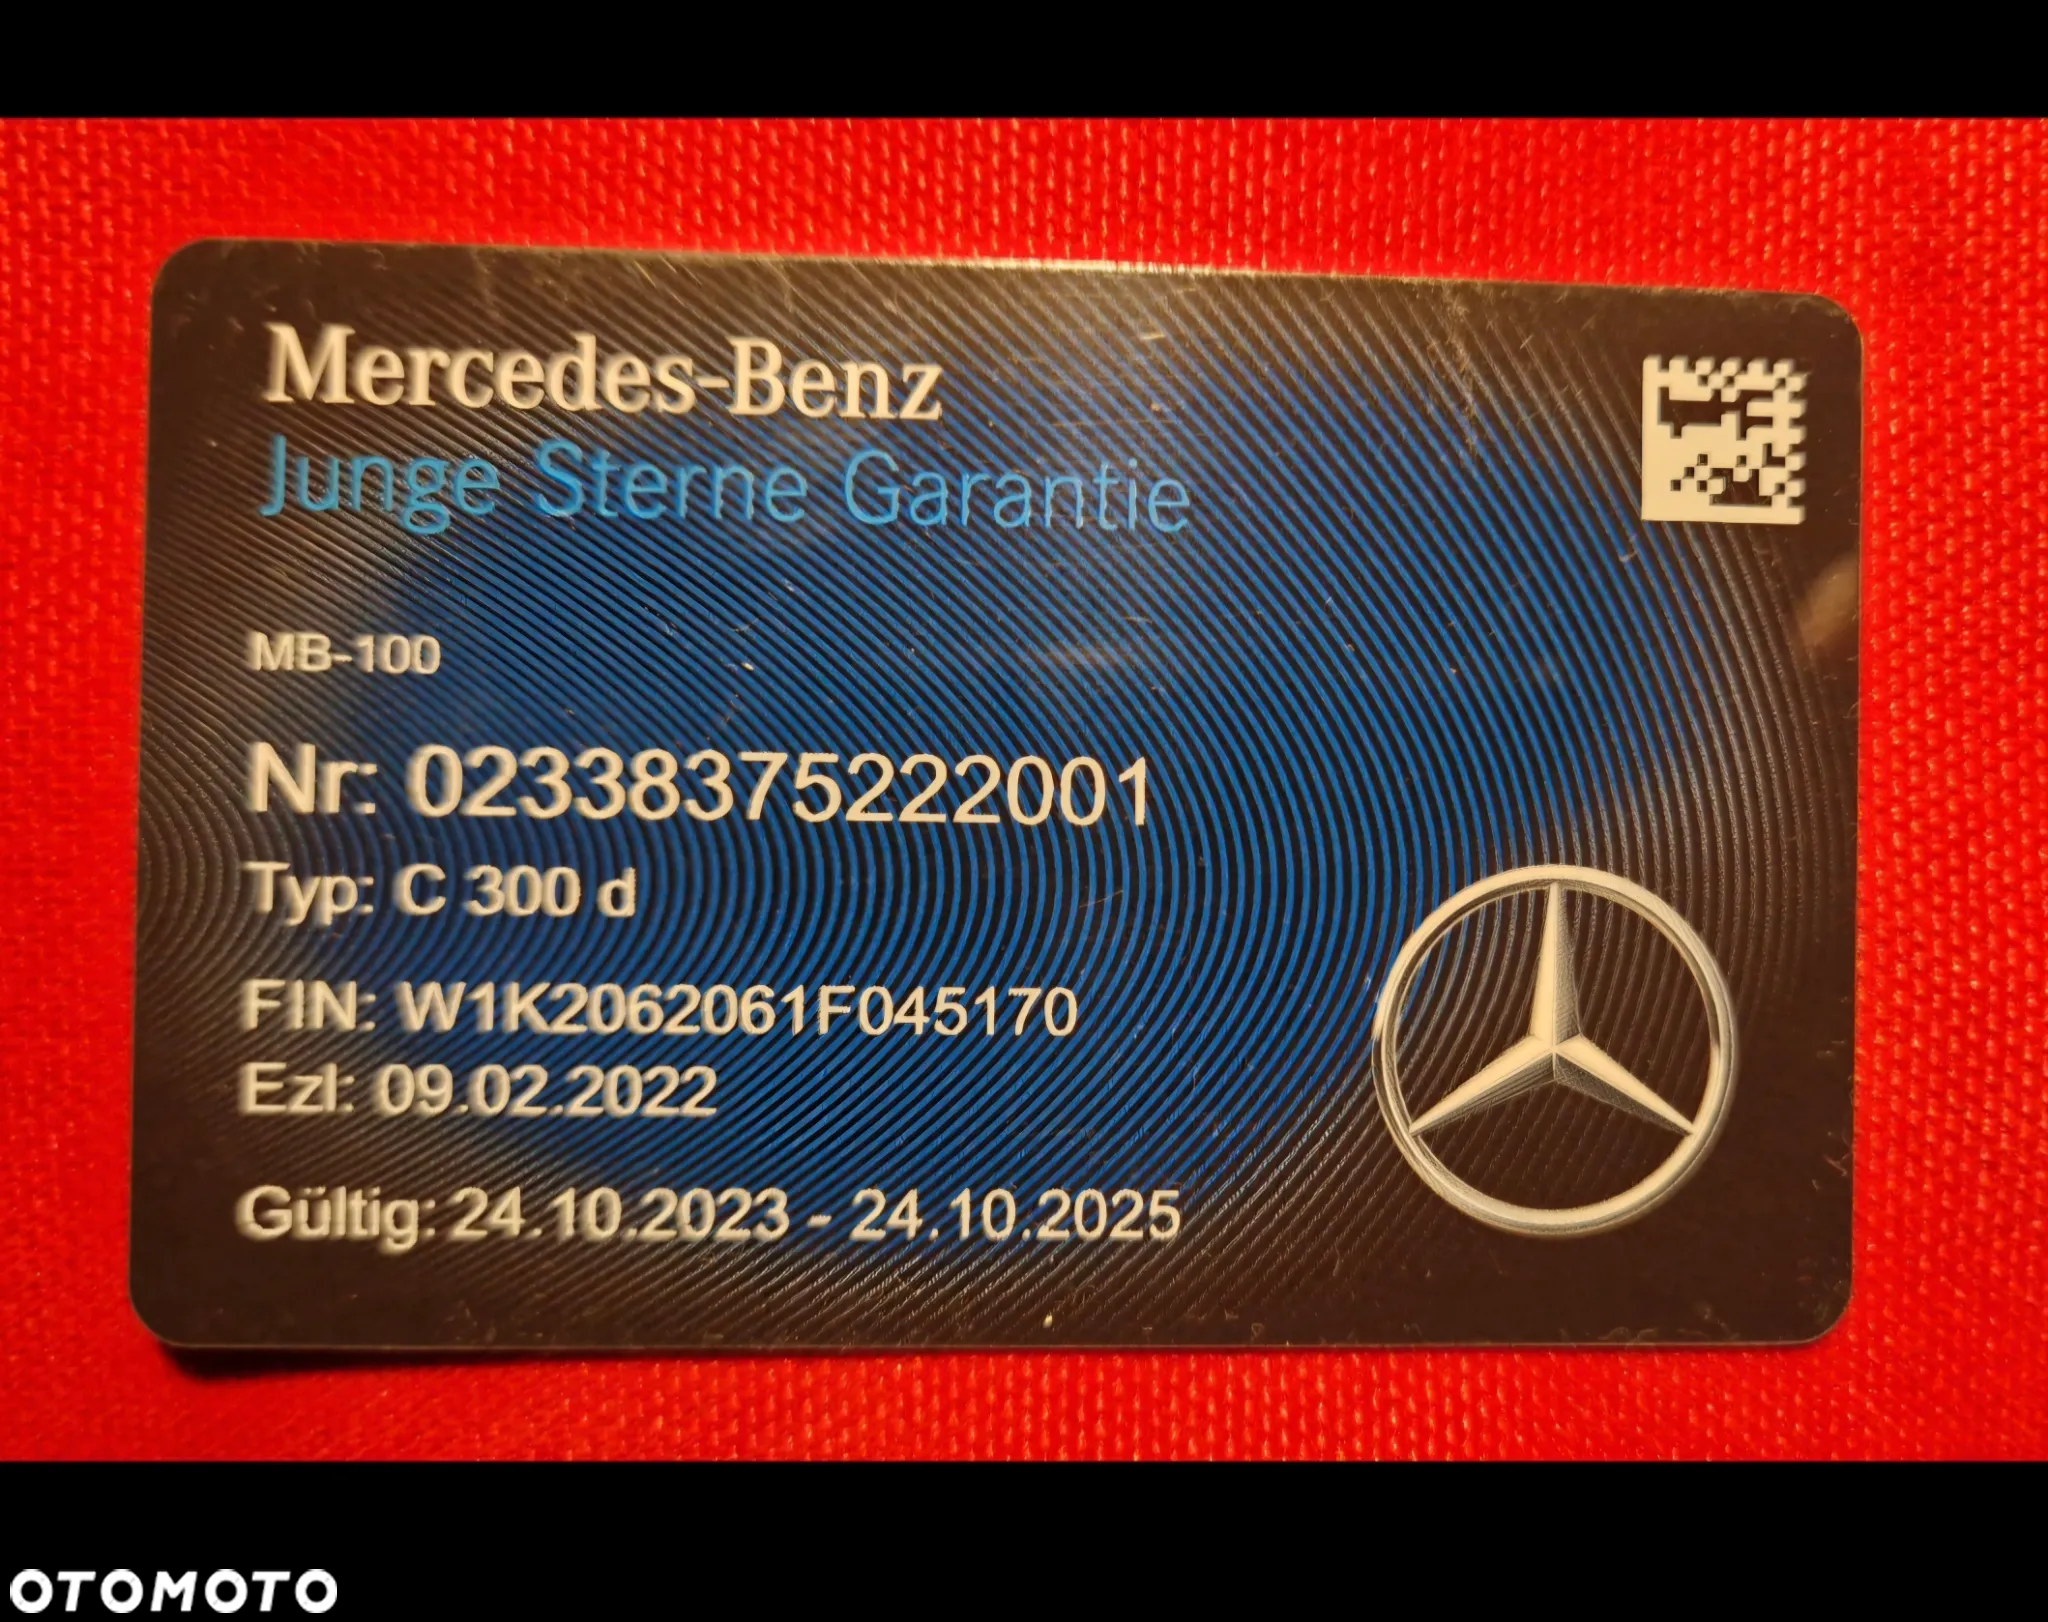 Mercedes-Benz
Junge Sterne Garantie
MB-100
Nr: 02338375222001
Typ: C 300 d
FIN: W1K2062061F045170
Ezl: 09.02.2022
Gültig: 24.10.2023 - 24.10.2025
OTOMOTO